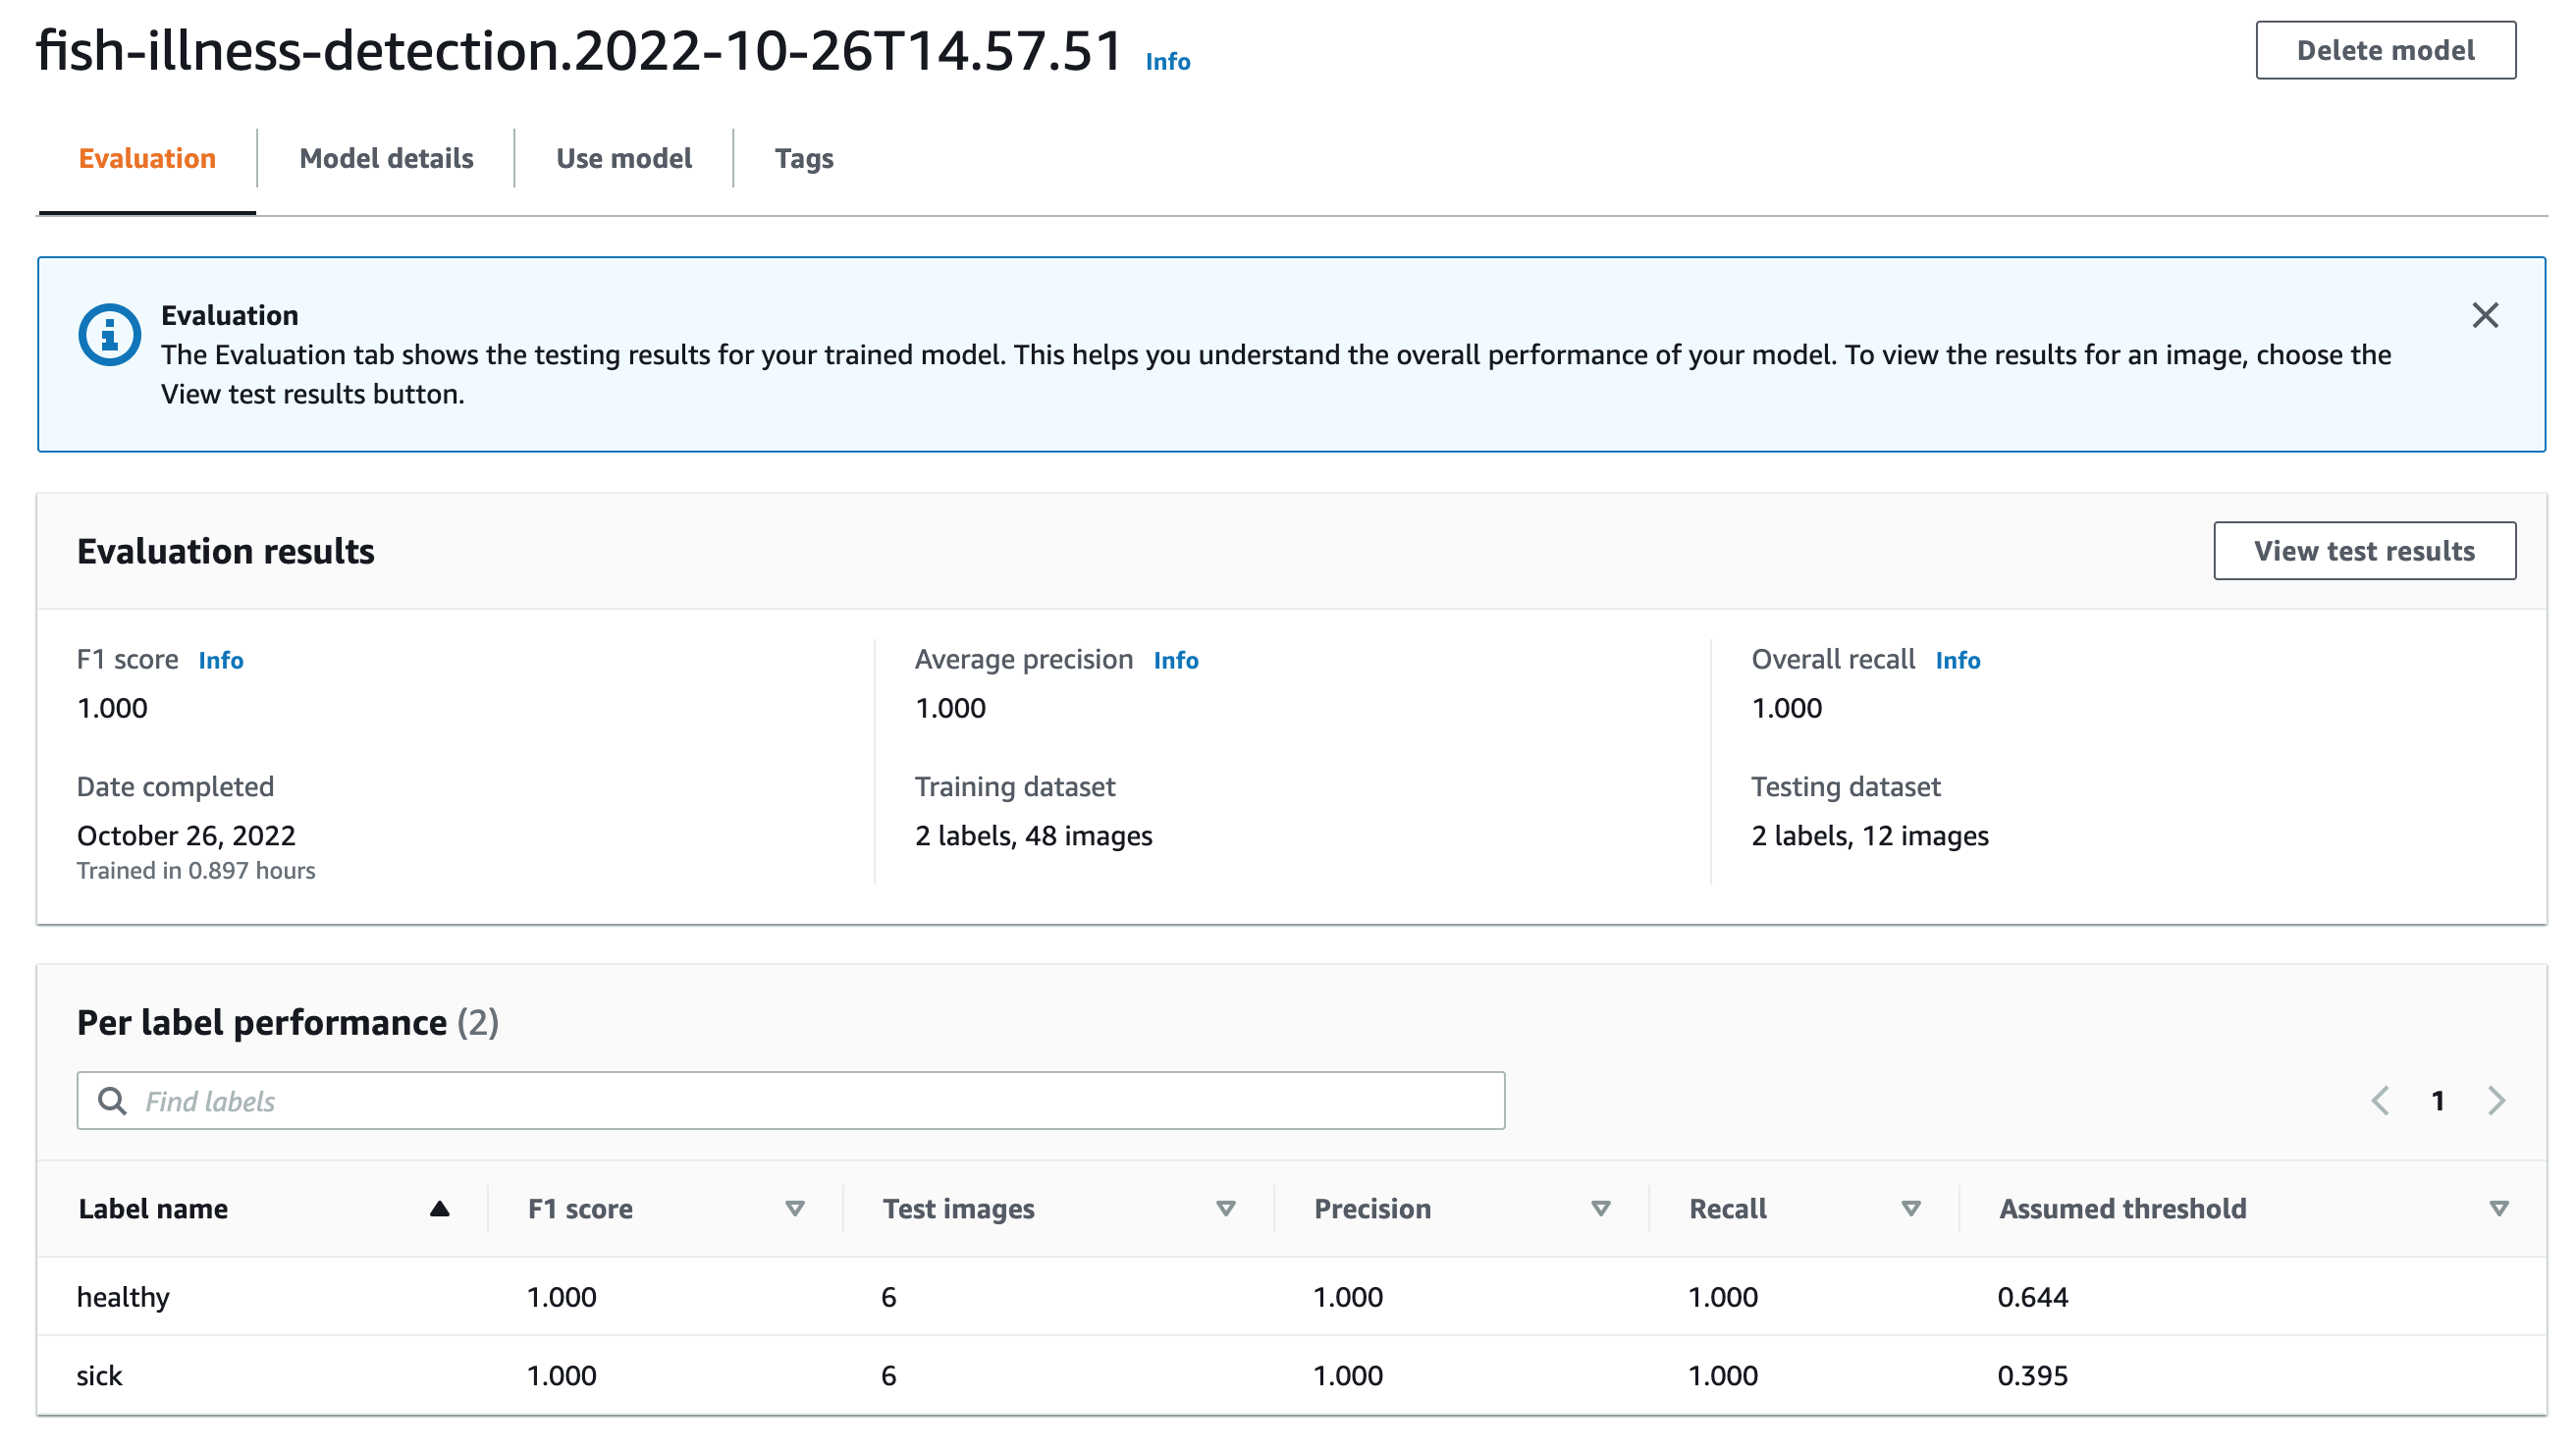 fish-illness-detection.2022-10-26T14.57.51 Info
Delete model
Evaluation
Model details
Use model
Tags
Evaluation
The Evaluation tab shows the testing results for your trained model. This helps you understand the overall performance of your model. To view the results for an image, choose the
View test results button.
Evaluation results
View test results
F1 score Info
1.000
Average precision Info
1.000
Overall recall Info
1.000
Date completed
October 26, 2022
Trained in 0.897 hours
Training dataset
2 labels, 48 images
Testing dataset
2 labels, 12 images
Per label performance (2)
Find labels
1
Label name F1 score Test images Precision Recall Assumed threshold
healthy 1.000 6 1.000 1.000 0.644
sick 1.000 6 1.000 1.000 0.395